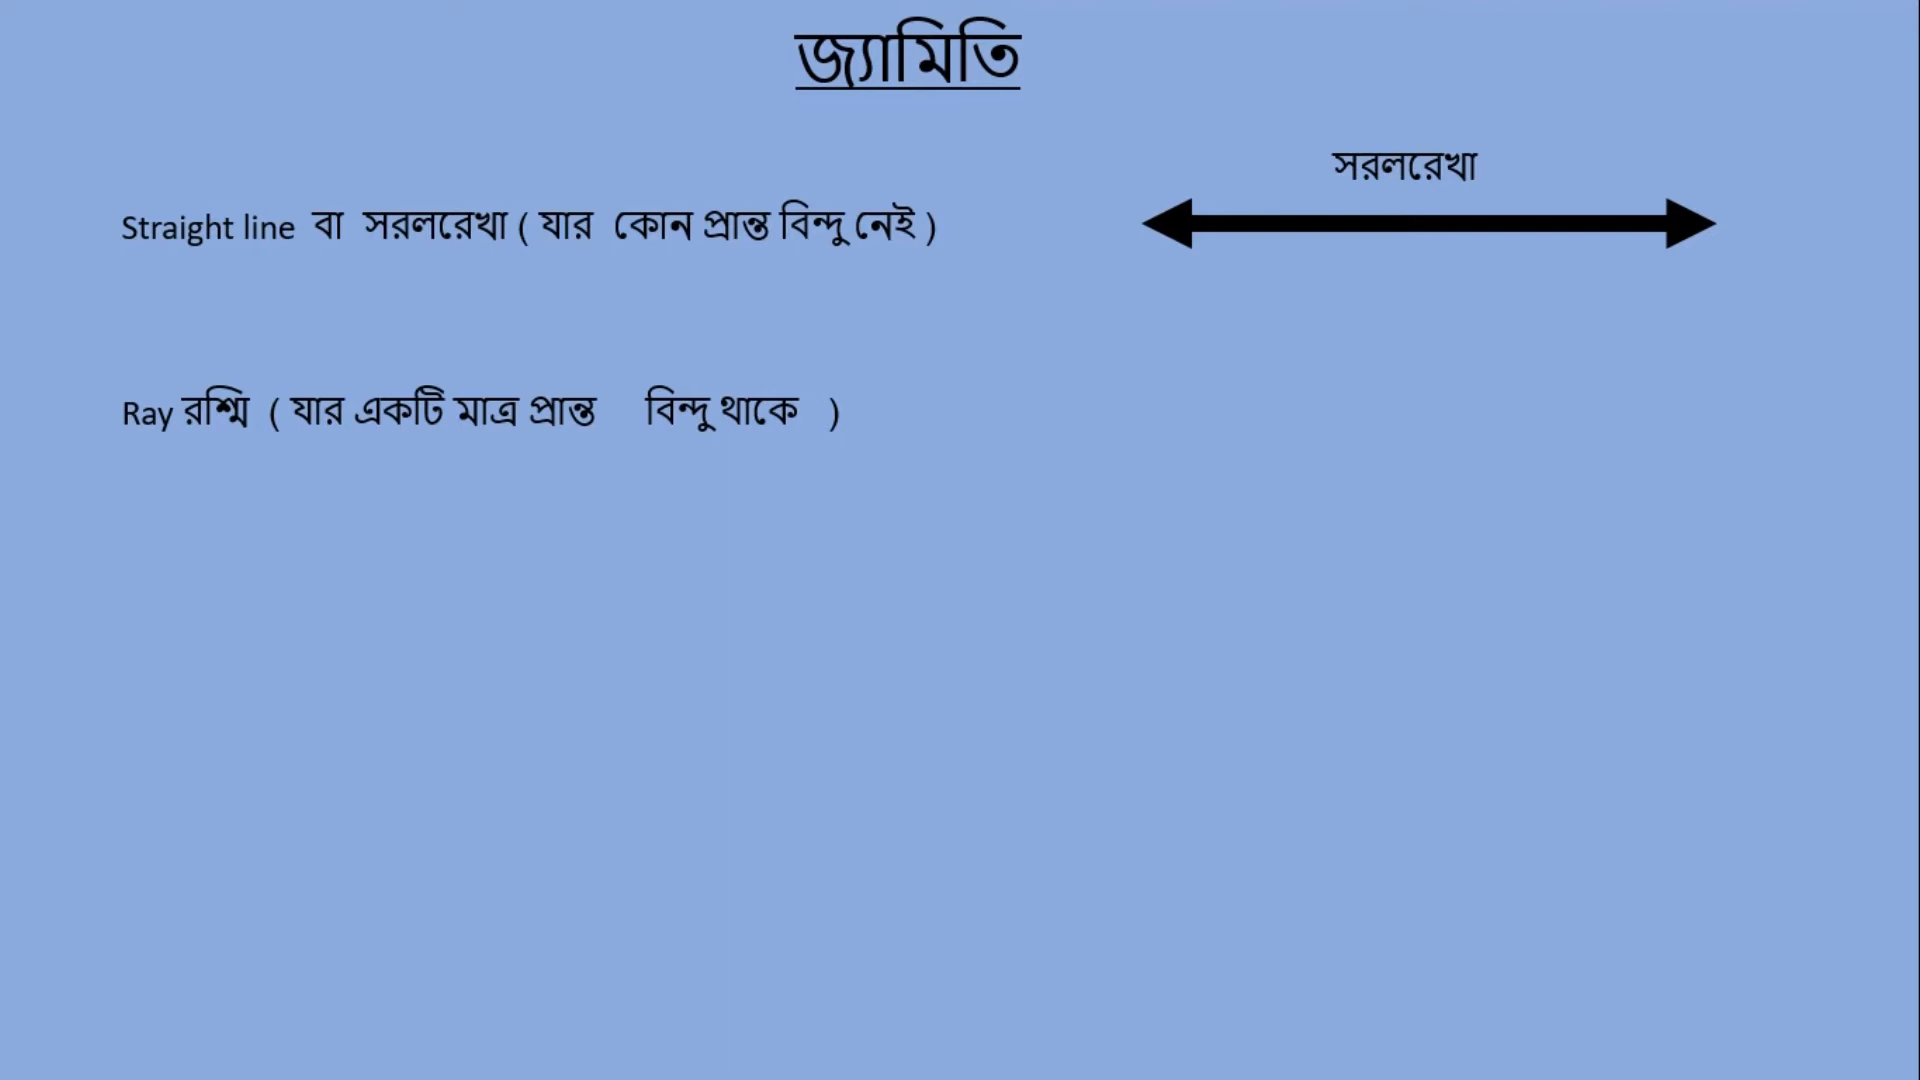 জ্যামিতি
সরলরেখা
Straight line বা সরলরেখা ( যার কোন প্রান্ত বিন্দু নেই )
Ray রশ্মি ( যার একটি মাত্র প্রান্ত বিন্দু থাকে )